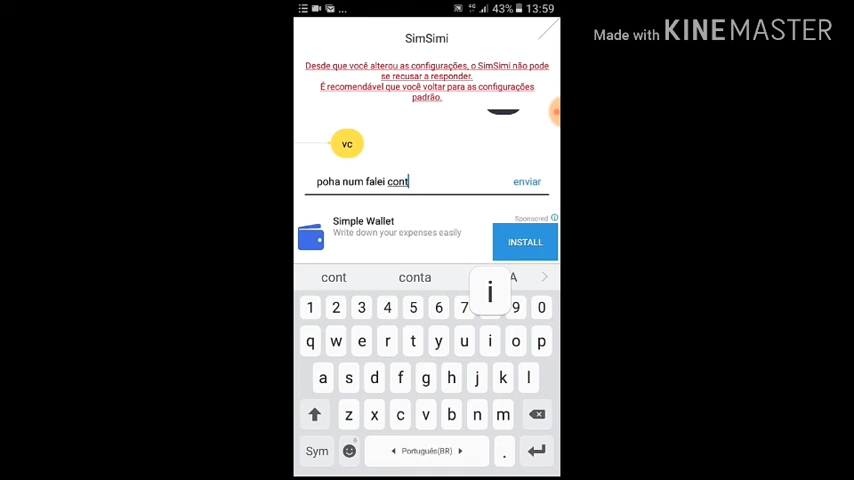 ... 43% 13:59
Made with KINEMASTER
SimSimi
Desde que você alterou as configurações, o SimSimi não pode
se recusar a responder.
É recomendável que você voltar para as configurações
padrão.
vc
poha num falei cont
enviar
Simple Wallet
Write down your expenses easily
Sponsored
INSTALL
cont conta A
i
1 2 3 4 5 6 7 9 0
q w e r t y u i o p
a s d f g h j k l
z x c v b n m
Sym Português(BR) .